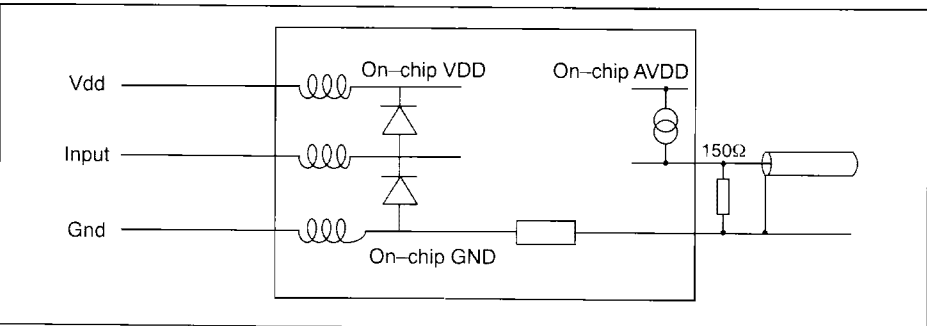 Vdd
On–chip VDD
On–chip AVDD
Input
150Ω
Gnd
On–chip GND